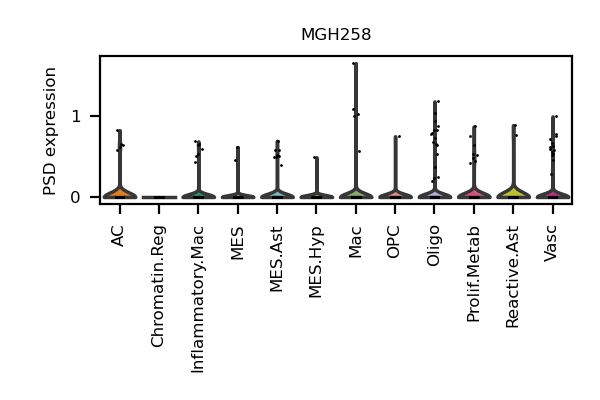 MGH258
PSD expression
1
0
AC
Chromatin.Reg
Inflammatory.Mac
MES
MES.Ast
MES.Hyp
Mac
OPC
Oligo
Prolif.Metab
Reactive.Ast
Vasc